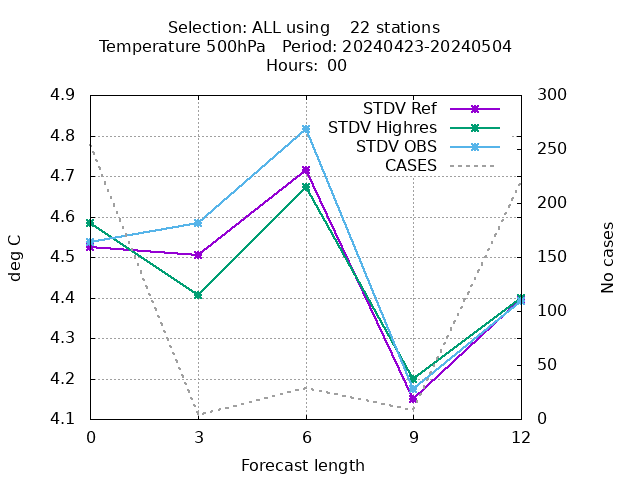 Selection: ALL using    22 stations
Temperature 500hPa   Period: 20240423-20240504
Hours:  00
4.9
4.8
4.7
4.6
4.5
4.4
4.3
4.2
4.1
deg C
STDV Ref
STDV Highres
STDV OBS
CASES
300
250
200
150
100
50
0
No cases
0
3
6
9
12
Forecast length